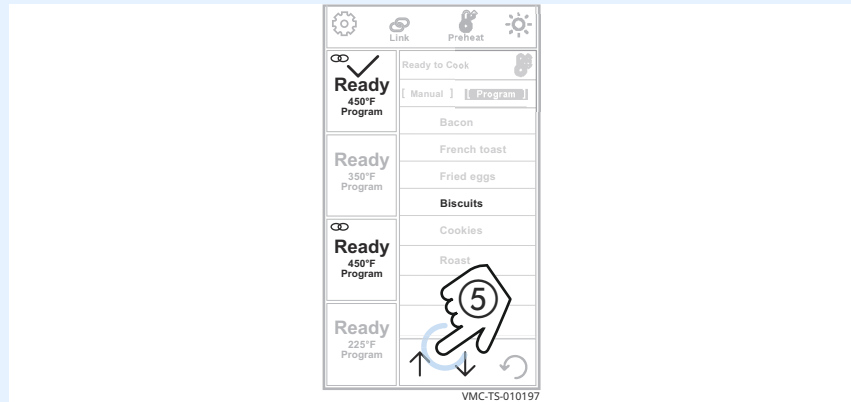 Link
Preheat
Ready
450°F
Program
Ready to Cook
[ Manual ] [ Program ]
Bacon
French toast
Ready
350°F
Program
Fried eggs
Biscuits
Cookies
Ready
450°F
Program
Roast
5
Ready
225°F
Program
VMC-TS-010197